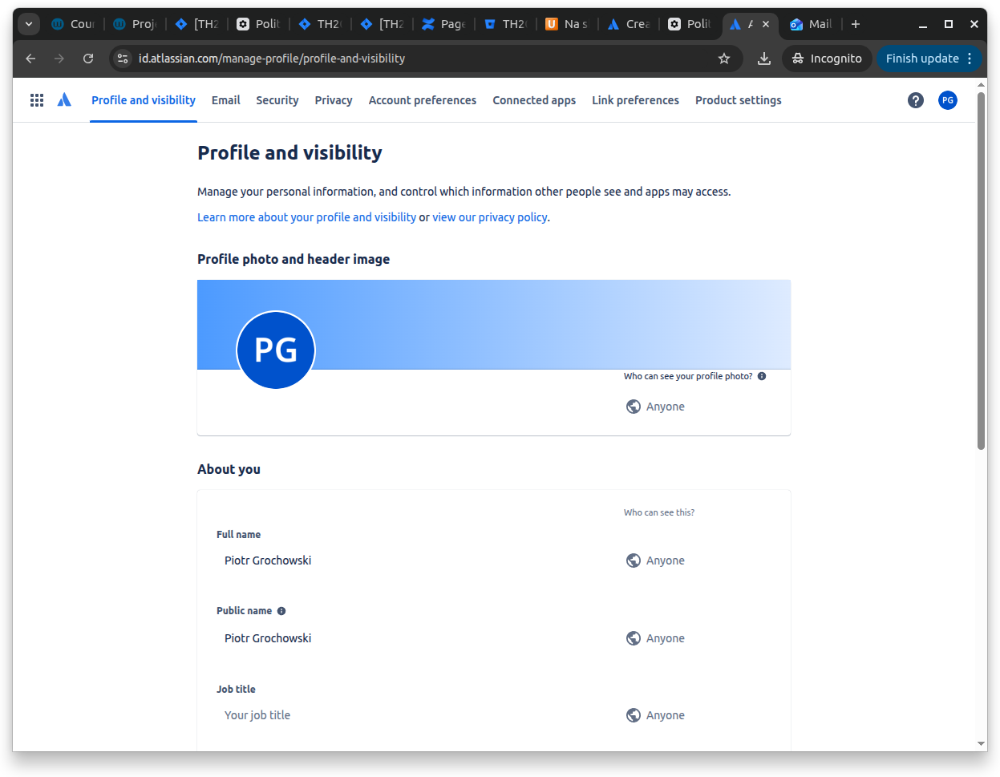 Cour
Proje
[TH2
Polit
TH20
[TH2
Page
TH20
Na s
Crea
Polit
A
Mail
id.atlassian.com/manage-profile/profile-and-visibility
Incognito
Finish update
Profile and visibility
Email
Security
Privacy
Account preferences
Connected apps
Link preferences
Product settings
PG
Profile and visibility
Manage your personal information, and control which information other people see and apps may access.
Learn more about your profile and visibility or view our privacy policy.
Profile photo and header image
PG
Who can see your profile photo?
Anyone
About you
Who can see this?
Full name
Piotr Grochowski
Anyone
Public name
Piotr Grochowski
Anyone
Job title
Your job title
Anyone